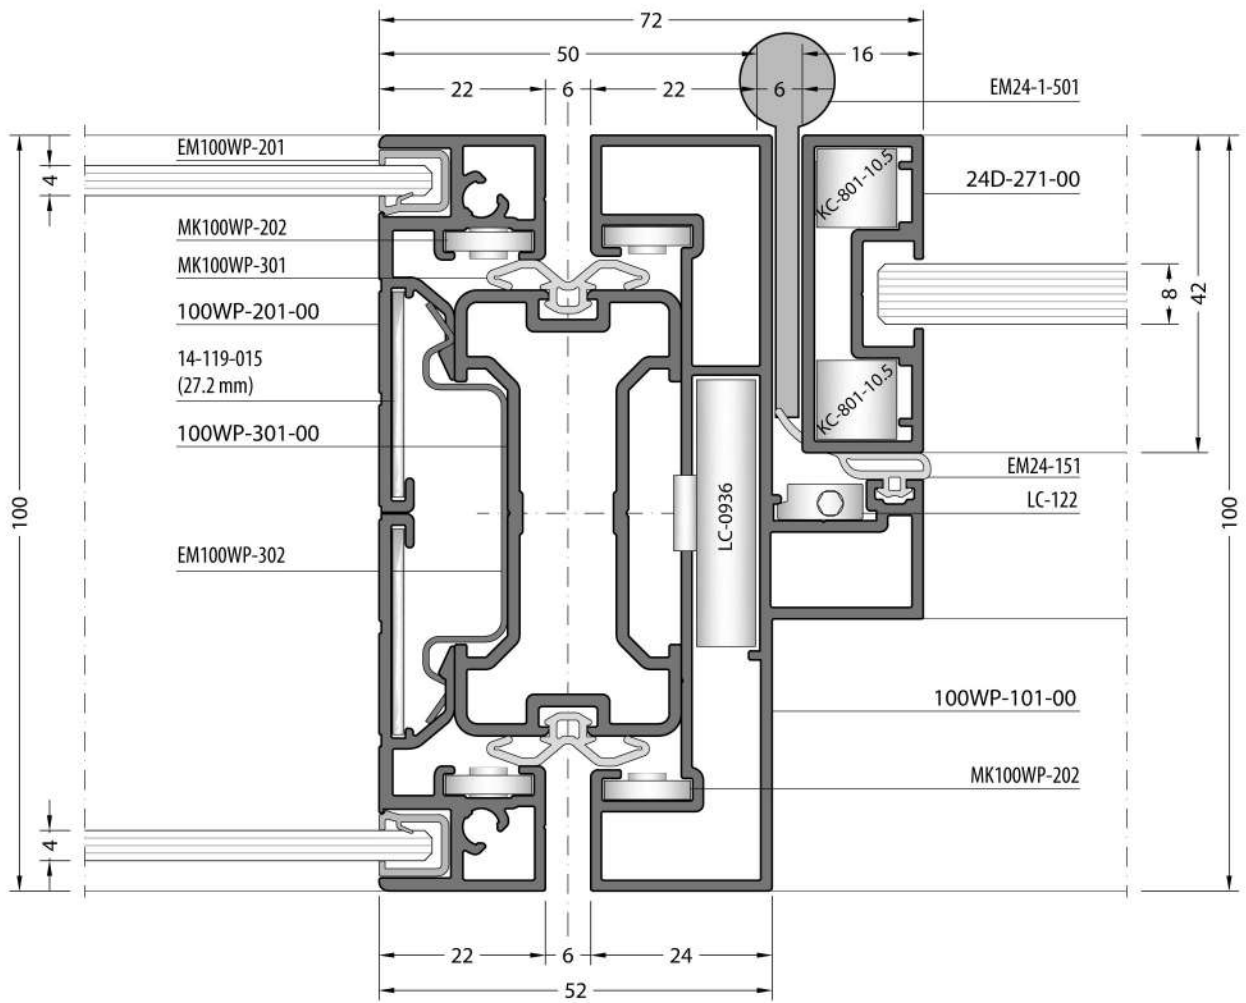 72
50
16
22
6
22
6
EM24-1-501
EM100WP-201
4
KC-801-10.5
24D-271-00
MK100WP-202
MK100WP-301
8
42
100WP-201-00
14-119-015
(27.2 mm)
KC-801-10.5
100WP-301-00
EM24-151
LC-122
100
LC-0936
100
EM100WP-302
100WP-101-00
MK100WP-202
4
22
6
24
52